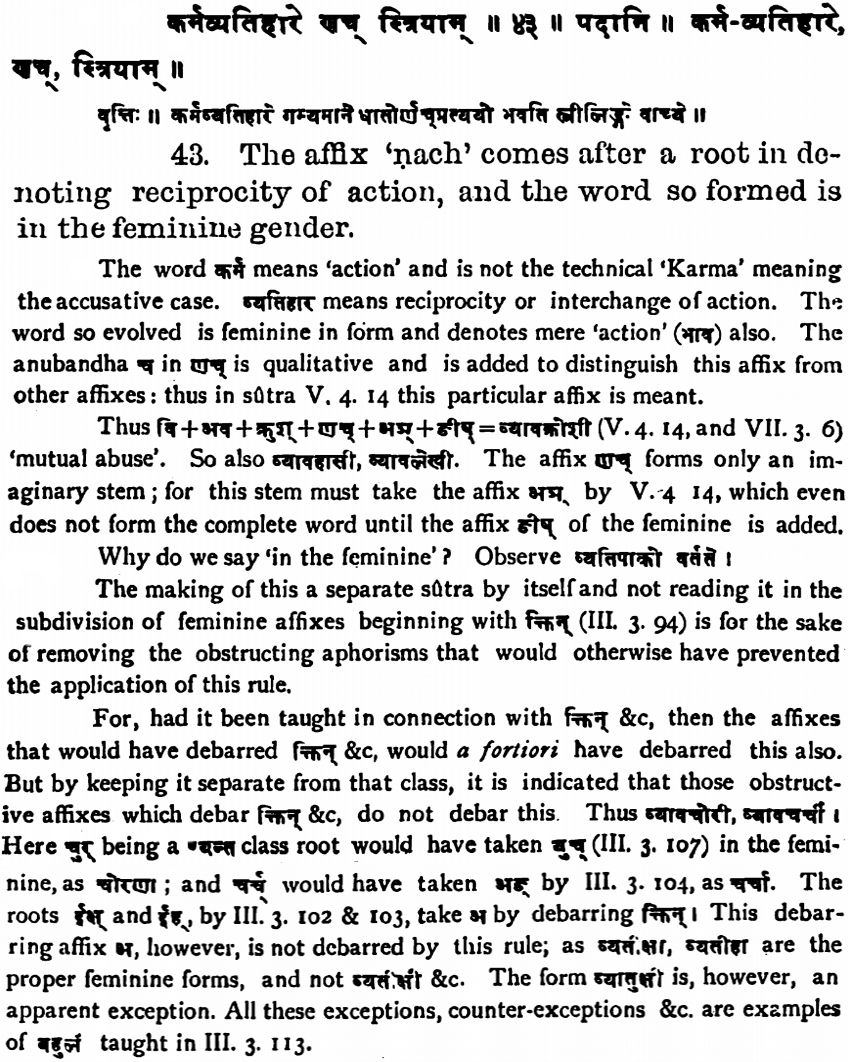 कर्मव्यतिहारे णच् स्त्रियाम् ॥ ४३ ॥ पदानि ॥ कर्म-व्यतिहारे,
णच्, स्त्रियाम् ॥
वृत्तिः ॥ कर्मव्यतिहारे गम्यमाने धातोर्णच्प्रत्ययो भवति स्त्रीलिङ्गे वाच्ये ॥
43. The affix ‘ṇach’ comes after a root in de-
noting reciprocity of action, and the word so formed is
in the feminine gender.
The word कर्म means ‘action’ and is not the technical ‘Karma’ meaning
the accusative case. व्यतिहार means reciprocity or interchange of action. The
word so evolved is feminine in form and denotes mere ‘action’ (भाव) also. The
anubandha च in णच् is qualitative and is added to distinguish this affix from
other affixes : thus in sûtra V. 4. 14 this particular affix is meant.
Thus वि+अव+क्रुश्+णच्+अञ्+ङीप्=व्यावक्रोशी (V. 4. 14, and VII. 3. 6)
‘mutual abuse’. So also व्यावहासी, व्यावलेखी. The affix णच् forms only an im-
aginary stem ; for this stem must take the affix अञ् by V. 4 14, which even
does not form the complete word until the affix ङीप् of the feminine is added.
Why do we say ‘in the feminine’ ? Observe व्यतिपाको वर्तते ।
The making of this a separate sûtra by itself and not reading it in the
subdivision of feminine affixes beginning with क्तिन् (III. 3. 94) is for the sake
of removing the obstructing aphorisms that would otherwise have prevented
the application of this rule.
For, had it been taught in connection with क्तिन् &c, then the affixes
that would have debarred क्तिन् &c, would a fortiori have debarred this also.
But by keeping it separate from that class, it is indicated that those obstruct-
ive affixes which debar क्तिन् &c, do not debar this. Thus व्यावचोरी, व्यावचर्ची ।
Here चुर् being a ण्यन्त class root would have taken युच् (III. 3. 107) in the femi-
nine, as चोरणा ; and चर्च् would have taken अङ् by III. 3. 104, as चर्चा. The
roots ईक्ष् and ईह्, by III. 3. 102 & 103, take अ by debarring क्तिन् । This debar-
ring affix अ, however, is not debarred by this rule; as व्यतीक्षा, व्यतीहा are the
proper feminine forms, and not व्यतीक्षी &c. The form व्यात्युक्षी is, however, an
apparent exception. All these exceptions, counter-exceptions &c. are examples
of बहुलं taught in III. 3. 113.